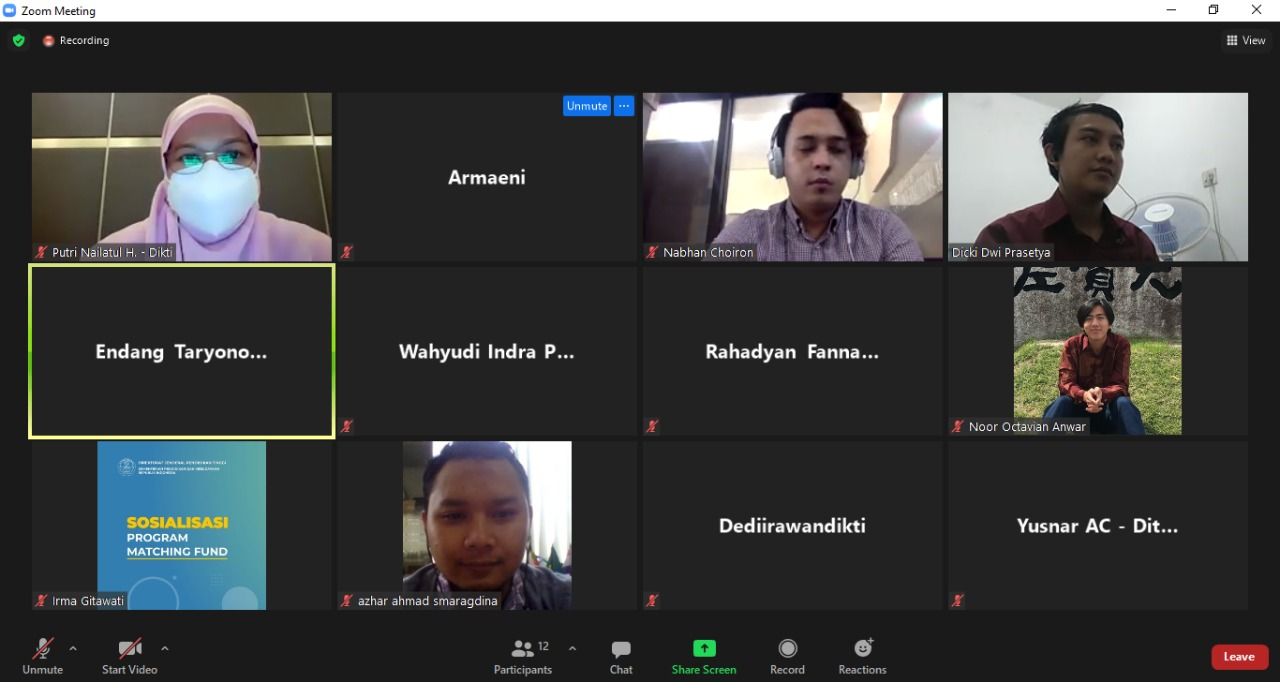 Zoom Meeting
Recording
View
Putri Nailatul H. - Dikti
Unmute
Armaeni
Nabhan Choiron
Dicki Dwi Prasetya
Endang Taryono...
Wahyudi Indra P...
Rahadyan Fanna...
Noor Octavian Anwar
SOSIALISASI
PROGRAM
MATCHING FUND
Irma Gitawati
azhar ahmad smaragdina
Dediirawandikti
Yusnar AC - Dit...
Unmute
Start Video
Participants
12
Chat
Share Screen
Record
Reactions
Leave